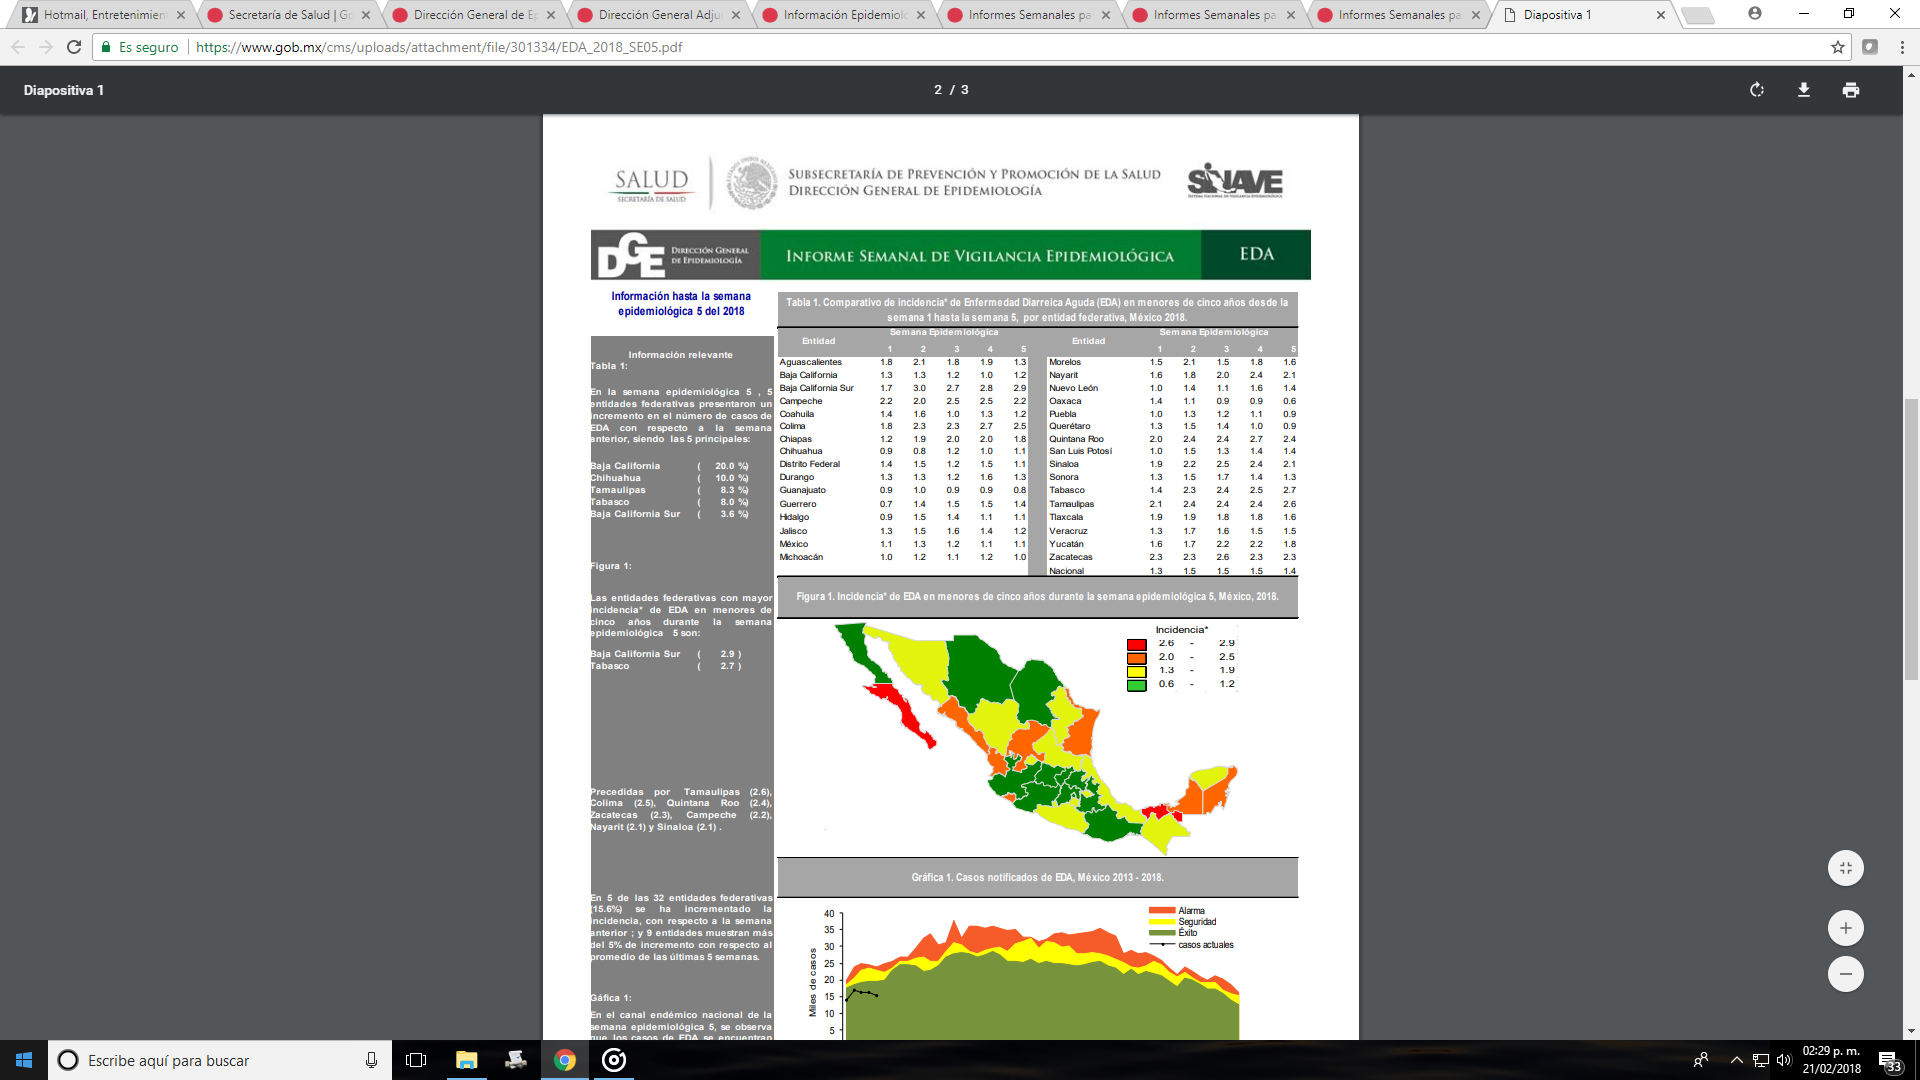 Hotmail, Entretenimien
Secretaría de Salud | Go
Dirección General de Ep
Dirección General Adju
Información Epidemioló
Informes Semanales pa
Informes Semanales pa
Informes Semanales pa
Diapositiva 1
Es seguro
https://www.gob.mx/cms/uploads/attachment/file/301334/EDA_2018_SE05.pdf
Diapositiva 1
2 / 3
SALUD
SECRETARÍA DE SALUD
SUBSECRETARÍA DE PREVENCIÓN Y PROMOCIÓN DE LA SALUD
DIRECCIÓN GENERAL DE EPIDEMIOLOGÍA
SINAVE
SISTEMA NACIONAL DE VIGILANCIA EPIDEMIOLÓGICA
DGE
DIRECCIÓN GENERAL
DE EPIDEMIOLOGÍA
INFORME SEMANAL DE VIGILANCIA EPIDEMIOLÓGICA
EDA
Información hasta la semana
epidemiológica 5 del 2018
Información relevante
Tabla 1:
En la semana epidemiológica 5 , 5
entidades federativas presentaron un
incremento en el número de casos de
EDA con respecto a la semana
anterior, siendo las 5 principales:
Baja California ( 20.0 %)
Chihuahua ( 10.0 %)
Tamaulipas ( 8.3 %)
Tabasco ( 8.0 %)
Baja California Sur ( 3.6 %)
Figura 1:
Las entidades federativas con mayor
incidencia* de EDA en menores de
cinco años durante la semana
epidemiológica 5 son:
Baja California Sur ( 2.9 )
Tabasco ( 2.7 )
Precedidas por Tamaulipas (2.6),
Colima (2.5), Quintana Roo (2.4),
Zacatecas (2.3), Campeche (2.2),
Nayarit (2.1) y Sinaloa (2.1) .
En 5 de las 32 entidades federativas
(15.6%) se ha incrementado la
incidencia, con respecto a la semana
anterior ; y 9 entidades muestran más
del 5% de incremento con respecto al
promedio de las últimas 5 semanas.
Gáfica 1:
En el canal endémico nacional de la
semana epidemiológica 5, se observa
que los casos de EDA se encuentran
Tabla 1. Comparativo de incidencia* de Enfermedad Diarreica Aguda (EDA) en menores de cinco años desde la
semana 1 hasta la semana 5, por entidad federativa, México 2018.
Entidad Semana Epidemiológica Entidad Semana Epidemiológica
1 2 3 4 5 1 2 3 4 5
Aguascalientes 1.8 2.1 1.8 1.9 1.3 Morelos 1.5 2.1 1.5 1.8 1.6
Baja California 1.3 1.3 1.2 1.0 1.2 Nayarit 1.6 1.8 2.0 2.4 2.1
Baja California Sur 1.7 3.0 2.7 2.8 2.9 Nuevo León 1.0 1.4 1.1 1.6 1.4
Campeche 2.2 2.0 2.5 2.5 2.2 Oaxaca 1.4 1.1 0.9 0.9 0.6
Coahuila 1.4 1.6 1.0 1.3 1.2 Puebla 1.0 1.3 1.2 1.1 0.9
Colima 1.8 2.3 2.3 2.7 2.5 Querétaro 1.3 1.5 1.4 1.0 0.9
Chiapas 1.2 1.9 2.0 2.0 1.8 Quintana Roo 2.0 2.4 2.4 2.7 2.4
Chihuahua 0.9 0.8 1.2 1.0 1.1 San Luis Potosí 1.0 1.5 1.3 1.4 1.4
Distrito Federal 1.4 1.5 1.2 1.5 1.1 Sinaloa 1.9 2.2 2.5 2.4 2.1
Durango 1.3 1.3 1.2 1.6 1.3 Sonora 1.3 1.5 1.7 1.4 1.3
Guanajuato 0.9 1.0 0.9 0.9 0.8 Tabasco 1.4 2.3 2.4 2.5 2.7
Guerrero 0.7 1.4 1.5 1.5 1.4 Tamaulipas 2.1 2.4 2.4 2.4 2.6
Hidalgo 0.9 1.5 1.4 1.1 1.1 Tlaxcala 1.9 1.9 1.8 1.8 1.6
Jalisco 1.3 1.5 1.6 1.4 1.2 Veracruz 1.3 1.7 1.6 1.5 1.5
México 1.1 1.3 1.2 1.1 1.1 Yucatán 1.6 1.7 2.2 2.2 1.8
Michoacán 1.0 1.2 1.1 1.2 1.0 Zacatecas 2.3 2.3 2.6 2.3 2.3
Nacional 1.3 1.5 1.5 1.5 1.4
Figura 1. Incidencia* de EDA en menores de cinco años durante la semana epidemiológica 5, México, 2018.
Incidencia*
2.6 - 2.9
2.0 - 2.5
1.3 - 1.9
0.6 - 1.2
Gráfica 1. Casos notificados de EDA, México 2013 - 2018.
Miles de casos
40
35
30
25
20
15
10
5
Alarma
Seguridad
Éxito
casos actuales
Escribe aquí para buscar
02:29 p. m.
21/02/2018
33